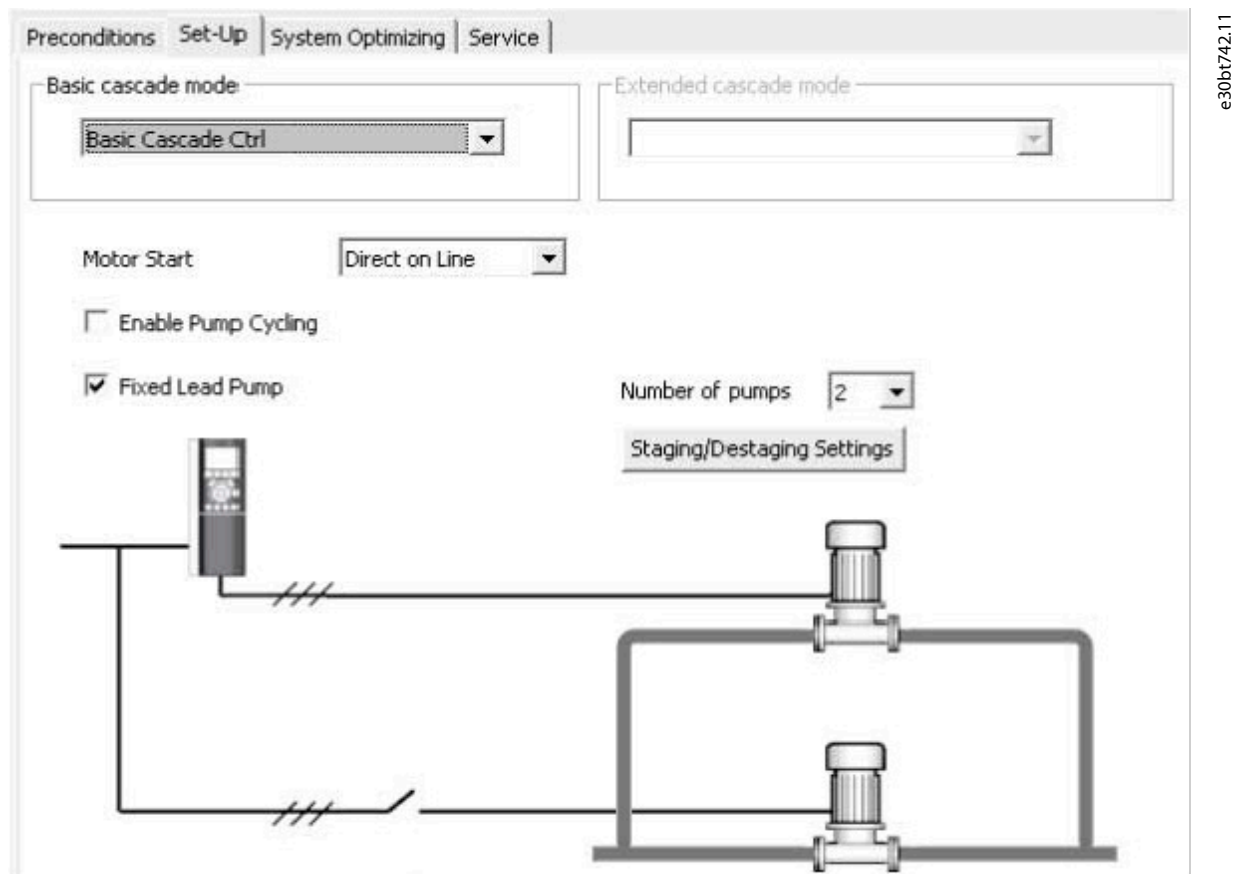 Preconditions Set-Up System Optimizing Service
Basic cascade mode
Extended cascade mode
Basic Cascade Ctrl
Motor Start Direct on Line
Enable Pump Cycling
Fixed Lead Pump
Number of pumps 2
Staging/Destaging Settings
e30bt742.11